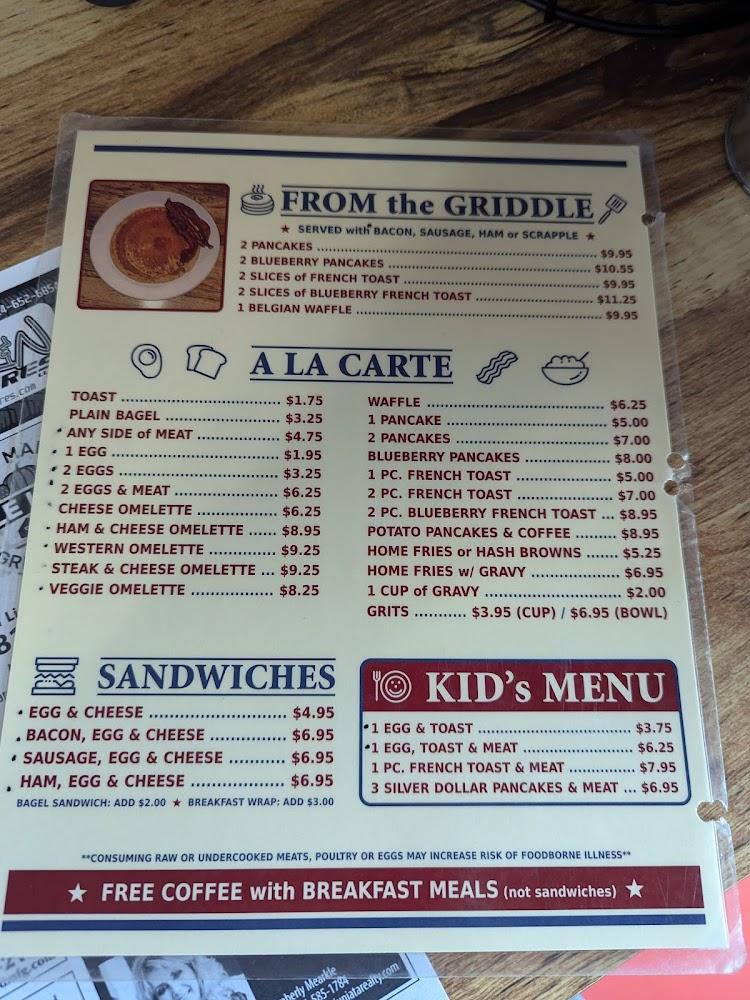 FROM the GRIDDLE
★ SERVED with BACON, SAUSAGE, HAM or SCRAPPLE ★
2 PANCAKES ........ $9.95
2 BLUEBERRY PANCAKES ........ $10.55
2 SLICES of FRENCH TOAST ........ $9.95
2 SLICES of BLUEBERRY FRENCH TOAST ........ $11.25
1 BELGIAN WAFFLE ........ $9.95
A LA CARTE
TOAST ........ $1.75
PLAIN BAGEL ........ $3.25
ANY SIDE of MEAT ........ $4.75
1 EGG ........ $1.95
2 EGGS ........ $3.25
2 EGGS & MEAT ........ $6.25
CHEESE OMELETTE ........ $6.25
HAM & CHEESE OMELETTE ...... $8.95
WESTERN OMELETTE ........ $9.25
STEAK & CHEESE OMELETTE ... $9.25
VEGGIE OMELETTE ........ $8.25
WAFFLE ........ $6.25
1 PANCAKE ........ $5.00
2 PANCAKES ........ $7.00
BLUEBERRY PANCAKES ........ $8.00
1 PC. FRENCH TOAST ........ $5.00
2 PC. FRENCH TOAST ........ $7.00
2 PC. BLUEBERRY FRENCH TOAST ... $8.95
POTATO PANCAKES & COFFEE ........ $8.95
HOME FRIES or HASH BROWNS ....... $5.25
HOME FRIES w/ GRAVY ........ $6.95
1 CUP of GRAVY ........ $2.00
GRITS ........... $3.95 (CUP) / $6.95 (BOWL)
SANDWICHES
EGG & CHEESE ........ $4.95
BACON, EGG & CHEESE ........ $6.95
SAUSAGE, EGG & CHEESE ........ $6.95
HAM, EGG & CHEESE ........ $6.95
BAGEL SANDWICH: ADD $2.00 ★ BREAKFAST WRAP: ADD $3.00
KID's MENU
1 EGG & TOAST ........ $3.75
1 EGG, TOAST & MEAT ........ $6.25
1 PC. FRENCH TOAST & MEAT ........ $7.95
3 SILVER DOLLAR PANCAKES & MEAT ... $6.95
**CONSUMING RAW OR UNDERCOOKED MEATS, POULTRY OR EGGS MAY INCREASE RISK OF FOODBORNE ILLNESS**
★ FREE COFFEE with BREAKFAST MEALS (not sandwiches) ★
585-1784